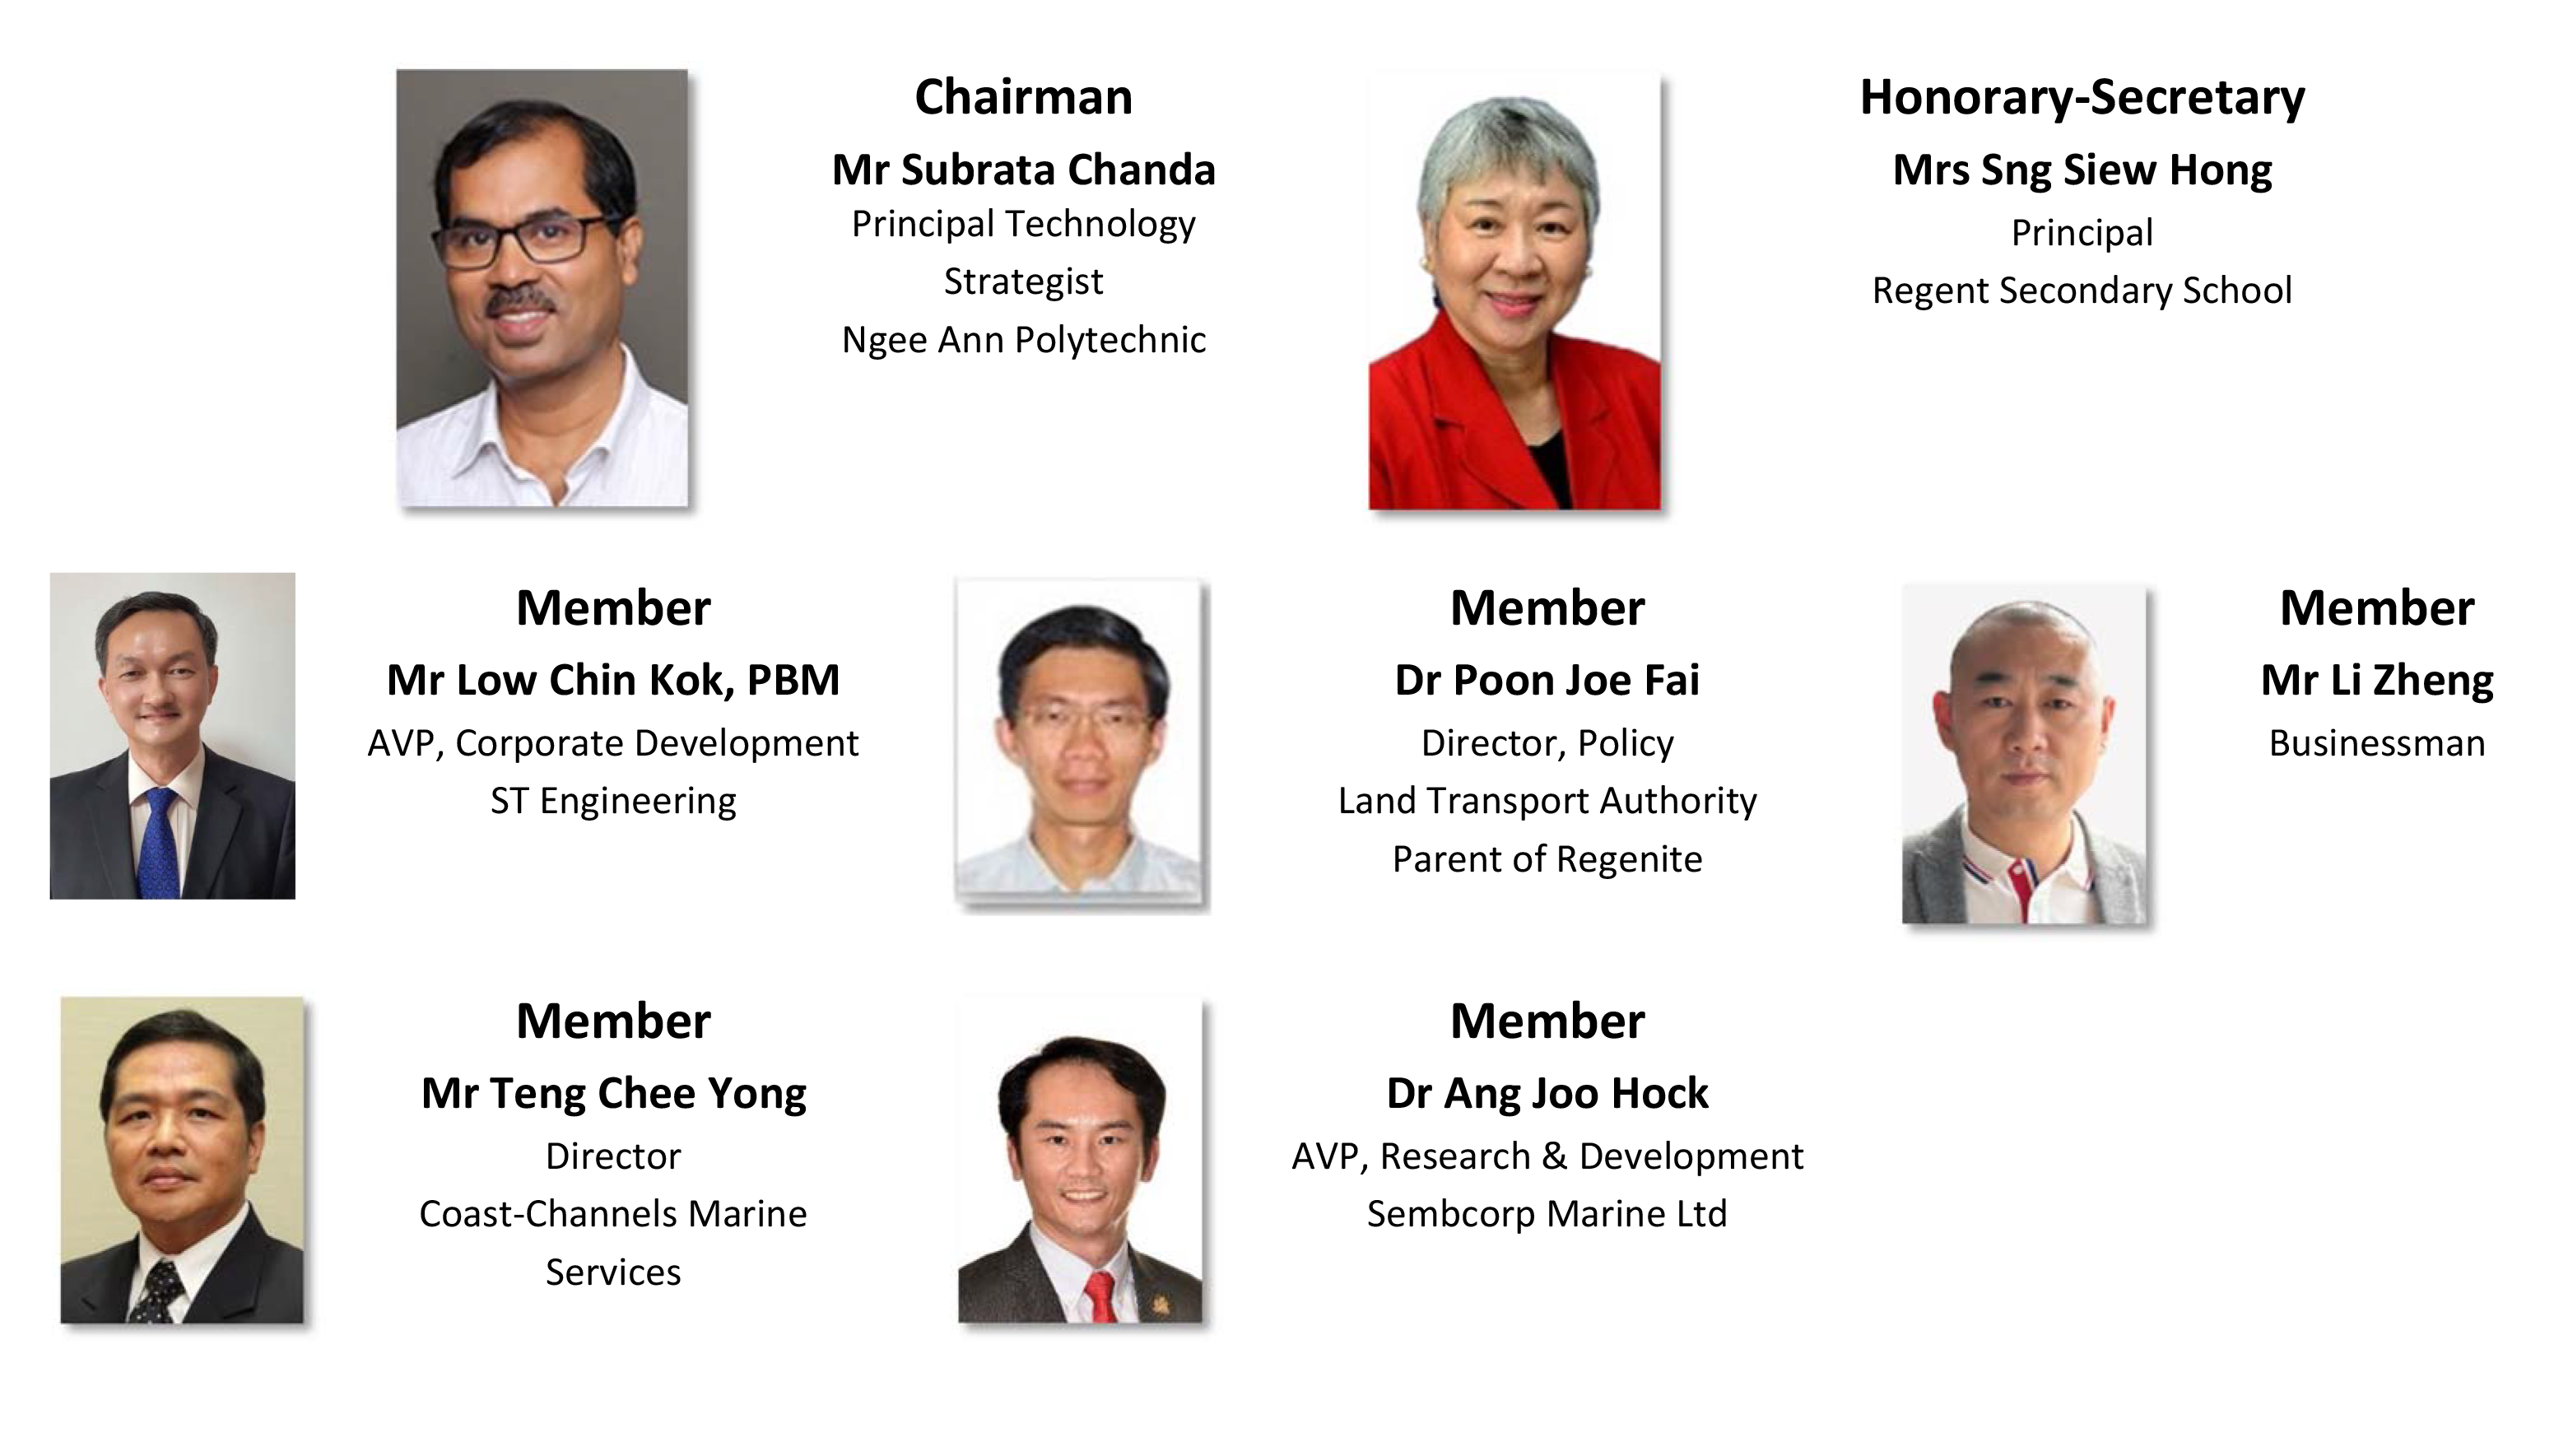 Chairman
Mr Subrata Chanda
Principal Technology
Strategist
Ngee Ann Polytechnic
Honorary-Secretary
Mrs Sng Siew Hong
Principal
Regent Secondary School
Member
Mr Low Chin Kok, PBM
AVP, Corporate Development
ST Engineering
Member
Dr Poon Joe Fai
Director, Policy
Land Transport Authority
Parent of Regenite
Member
Mr Li Zheng
Businessman
Member
Mr Teng Chee Yong
Director
Coast-Channels Marine
Services
Member
Dr Ang Joo Hock
AVP, Research & Development
Sembcorp Marine Ltd